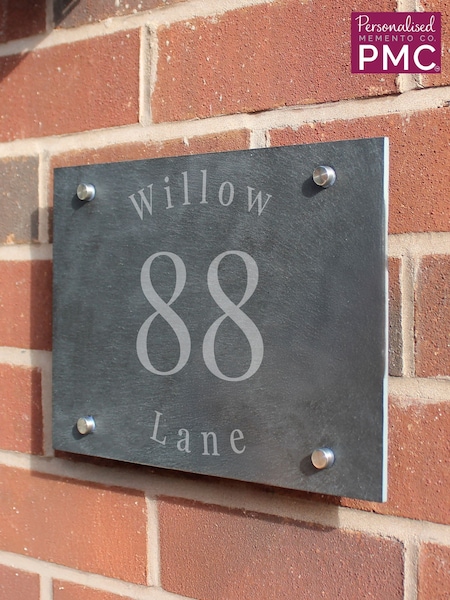 Personalised
MEMENTO CO.
PMC®
Willow
88
Lane